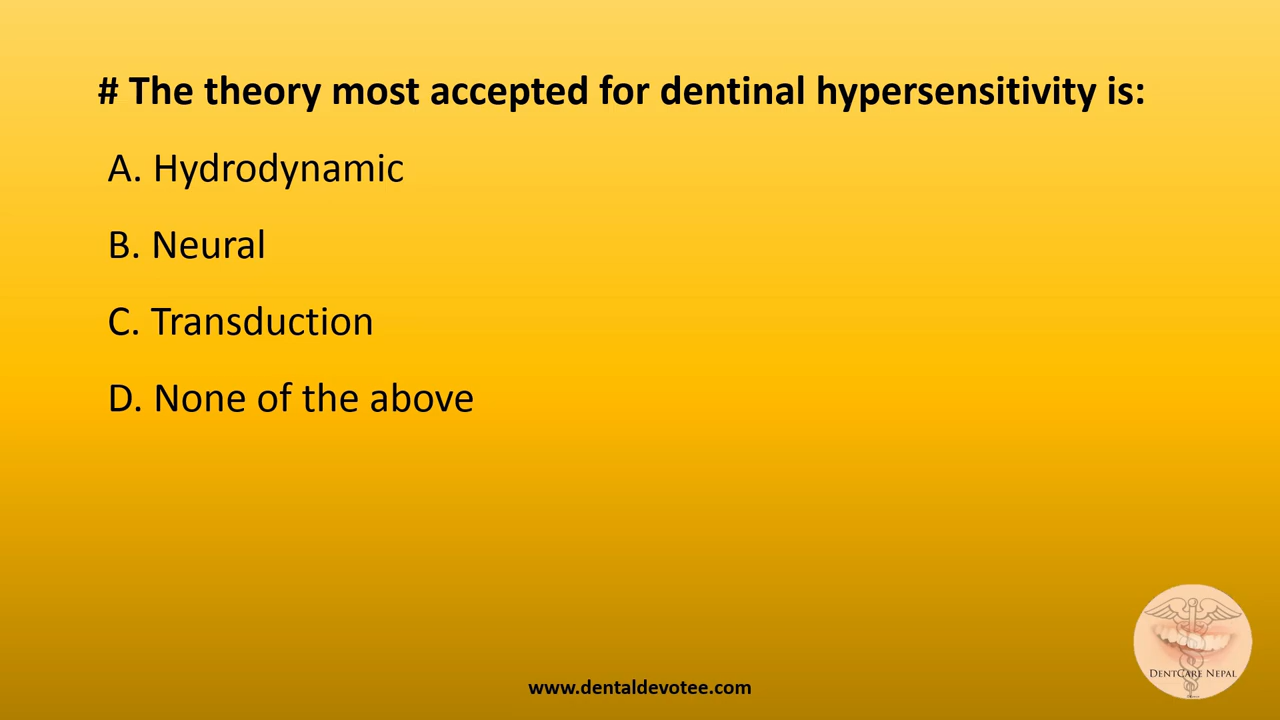 # The theory most accepted for dentinal hypersensitivity is:
A. Hydrodynamic
B. Neural
C. Transduction
D. None of the above
DENTCARE NEPAL
www.dentaldevotee.com